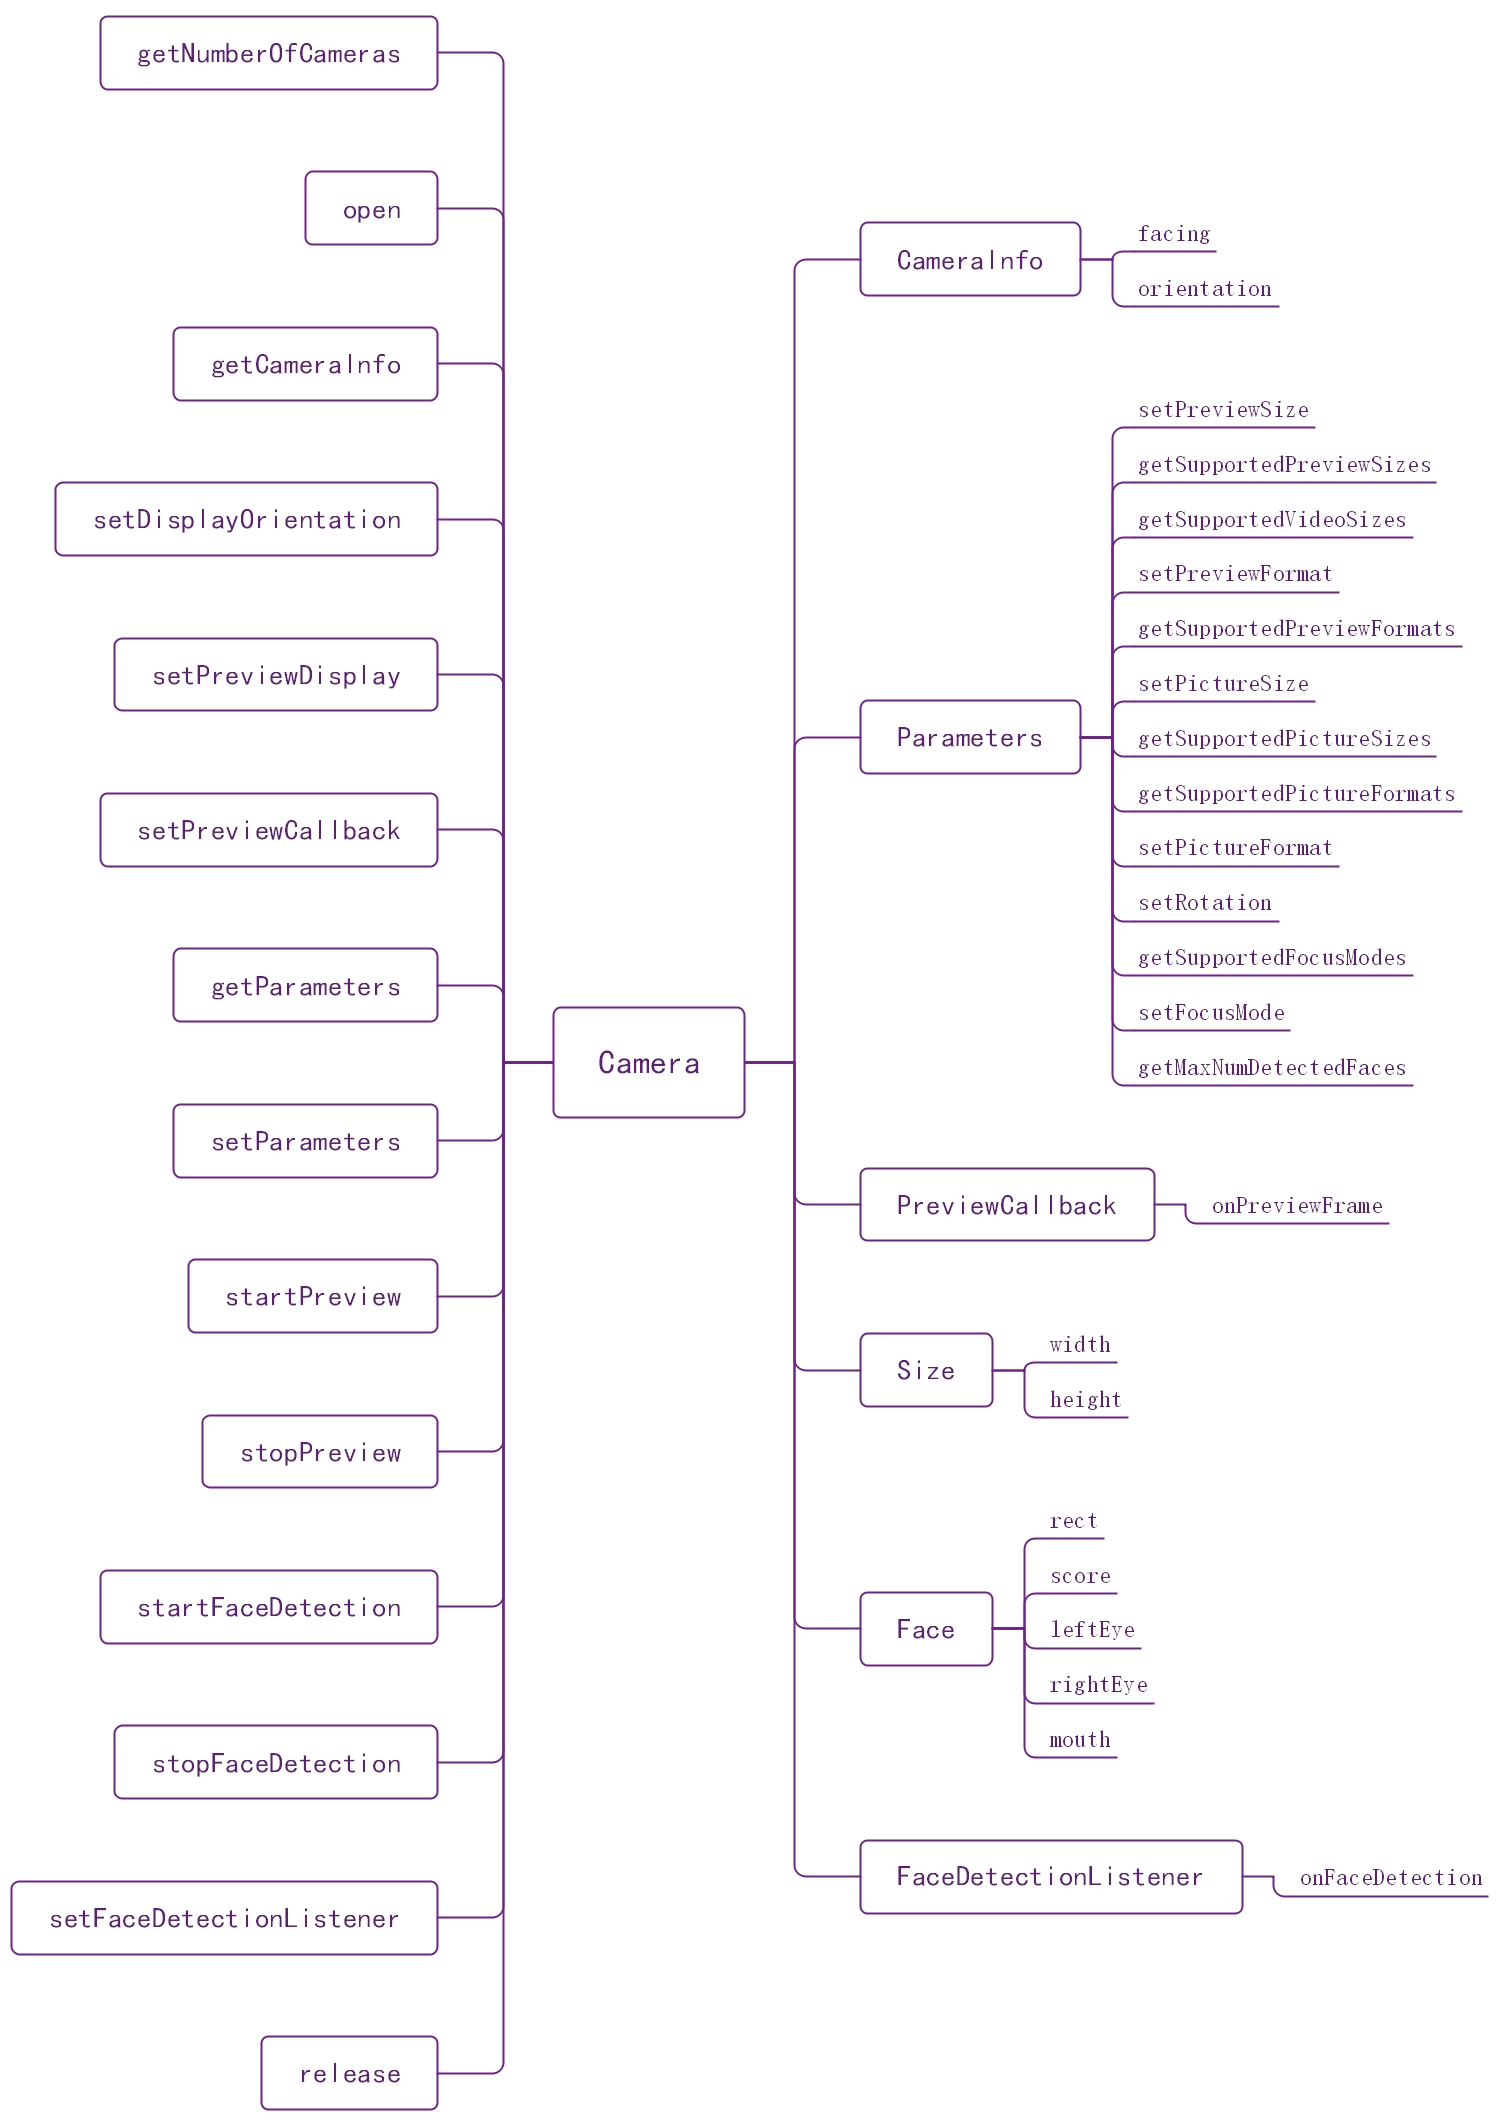 getNumberOfCameras
open
getCameraInfo
setDisplayOrientation
setPreviewDisplay
setPreviewCallback
getParameters
setParameters
startPreview
stopPreview
startFaceDetection
stopFaceDetection
setFaceDetectionListener
release
Camera
CameraInfo
facing
orientation
Parameters
setPreviewSize
getSupportedPreviewSizes
getSupportedVideoSizes
setPreviewFormat
getSupportedPreviewFormats
setPictureSize
getSupportedPictureSizes
getSupportedPictureFormats
setPictureFormat
setRotation
getSupportedFocusModes
setFocusMode
getMaxNumDetectedFaces
PreviewCallback
onPreviewFrame
Size
width
height
Face
rect
score
leftEye
rightEye
mouth
FaceDetectionListener
onFaceDetection